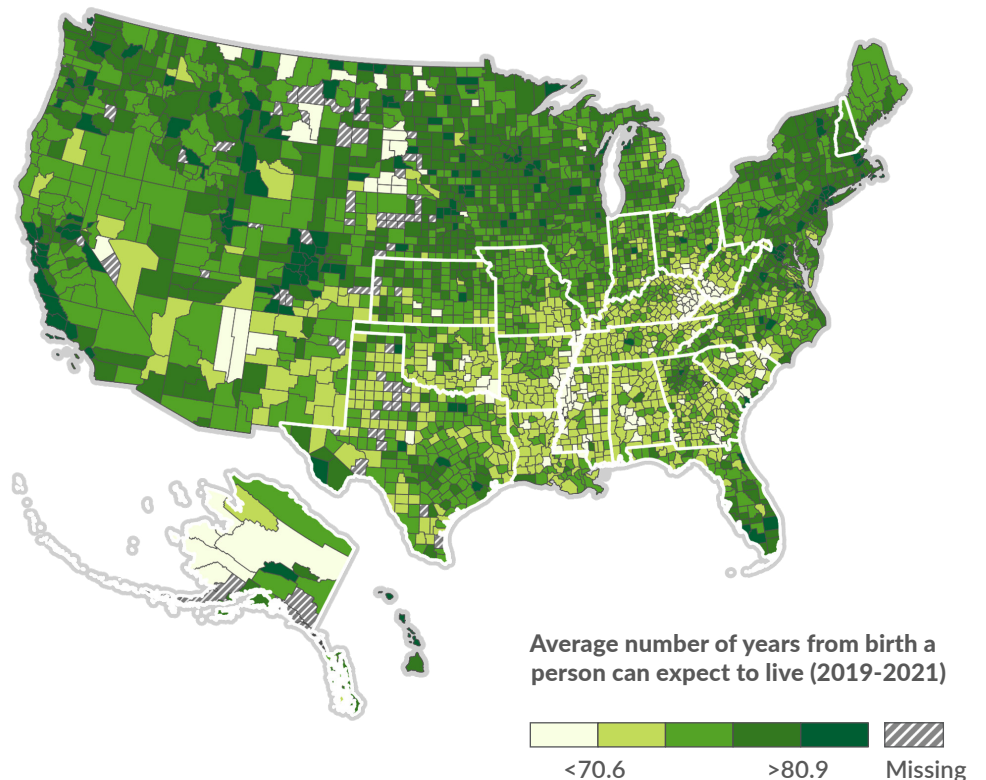 Average number of years from birth a
person can expect to live (2019-2021)
<70.6 >80.9 Missing